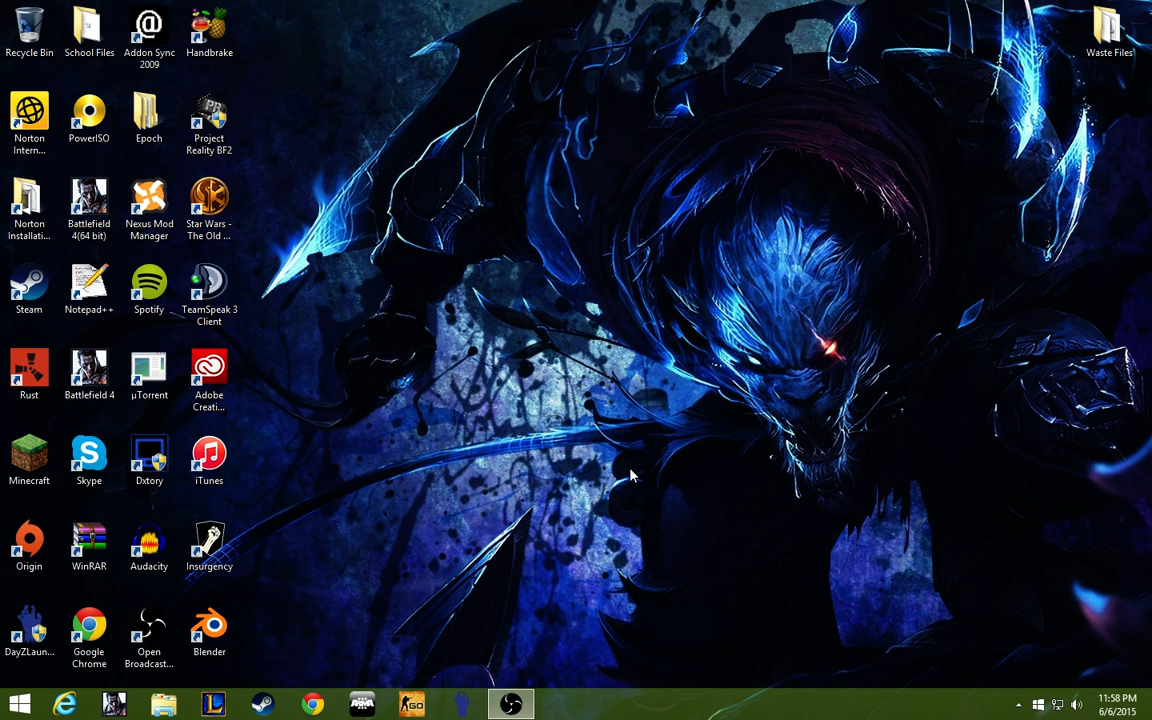 Recycle Bin
School Files
Addon Sync
2009
Handbrake
Waste Files
Norton
Intern...
PowerISO
Epoch
Project
Reality BF2
Norton
Installati...
Battlefield
4(64 bit)
Nexus Mod
Manager
Star Wars -
The Old ...
Steam
Notepad++
Spotify
TeamSpeak 3
Client
Rust
Battlefield 4
µTorrent
Adobe
Creati...
Minecraft
Skype
Dxtory
iTunes
Origin
WinRAR
Audacity
Insurgency
DayZLaun...
Google
Chrome
Open
Broadcast...
Blender
PR
L
ARMA
GO
11:58 PM
6/6/2015